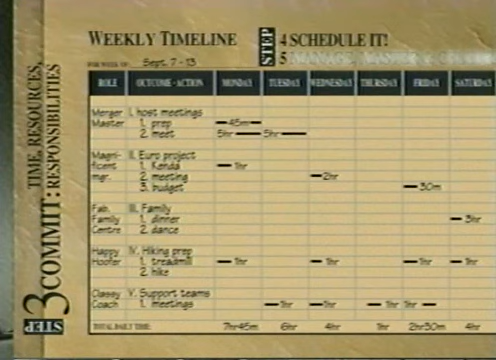 WEEKLY TIMELINE
STEP 4 SCHEDULE IT!
5 MANAGE, MASTER,
FOR WEEK OF: Sept. 7 - 13
ROLE OUTCOME - ACTION MONDAY TUESDAY WEDNESDAY THURSDAY FRIDAY SATURDAY
Merger I. host meetings
Master 1. prep 45m
2. meet 5hr 5hr
Magni- II. Euro project
ficent 1. Kenda 1hr
mgr. 2. meeting 2hr
3. budget 30m
Fab. III. Family
Family 1. dinner 3hr
Centre 2. dance
Happy IV. Hiking prep
Hoofer 1. treadmill 1hr 1hr 1hr 1hr
2. hike
Classy V. Support teams
Coach 1. meetings 1hr 1hr 1hr 1hr
TOTAL DAILY TIME: 7hr45m 6hr 4hr 1hr 2hr30m 4hr
TIME, RESOURCES,
STEP 3 COMMIT: RESPONSIBILITIES